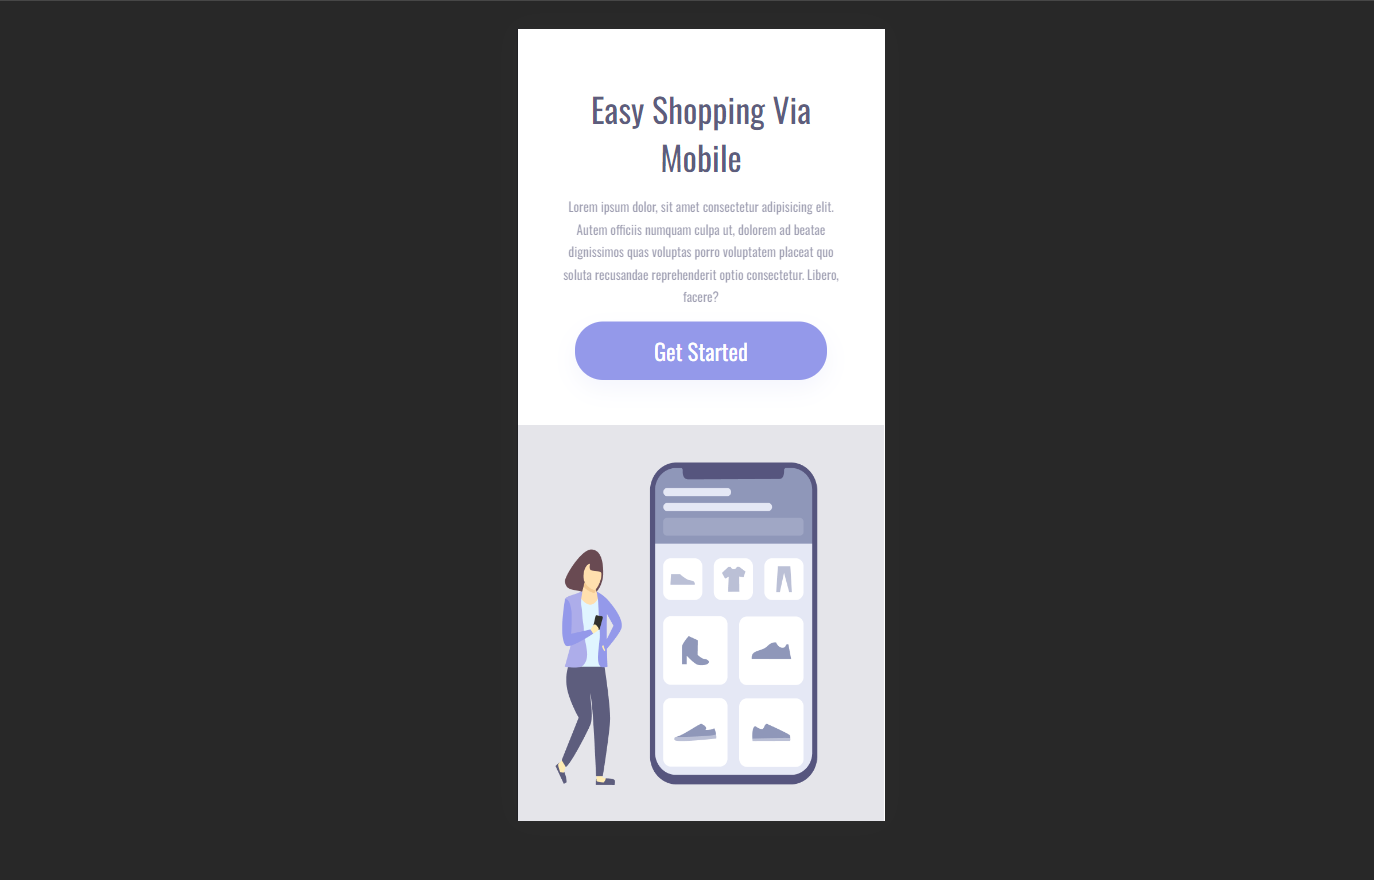 Easy Shopping Via
Mobile
Lorem ipsum dolor, sit amet consectetur adipisicing elit.
Autem officiis numquam culpa ut, dolorem ad beatae
dignissimos quas voluptas porro voluptatem placeat quo
soluta recusandae reprehenderit optio consectetur. Libero,
facere?
Get Started